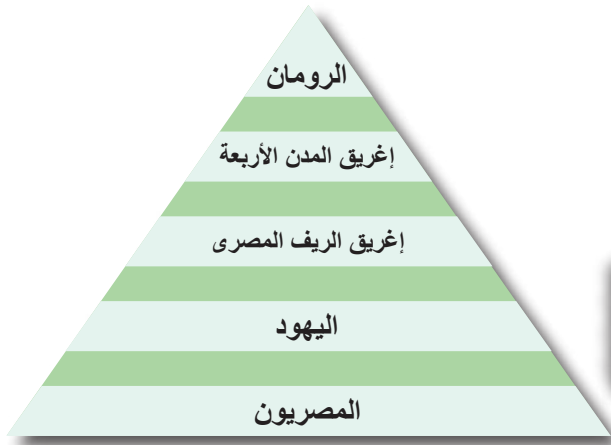 الرومان
إغريق المدن الأربعة
إغريق الريف المصرى
اليهود
المصريون